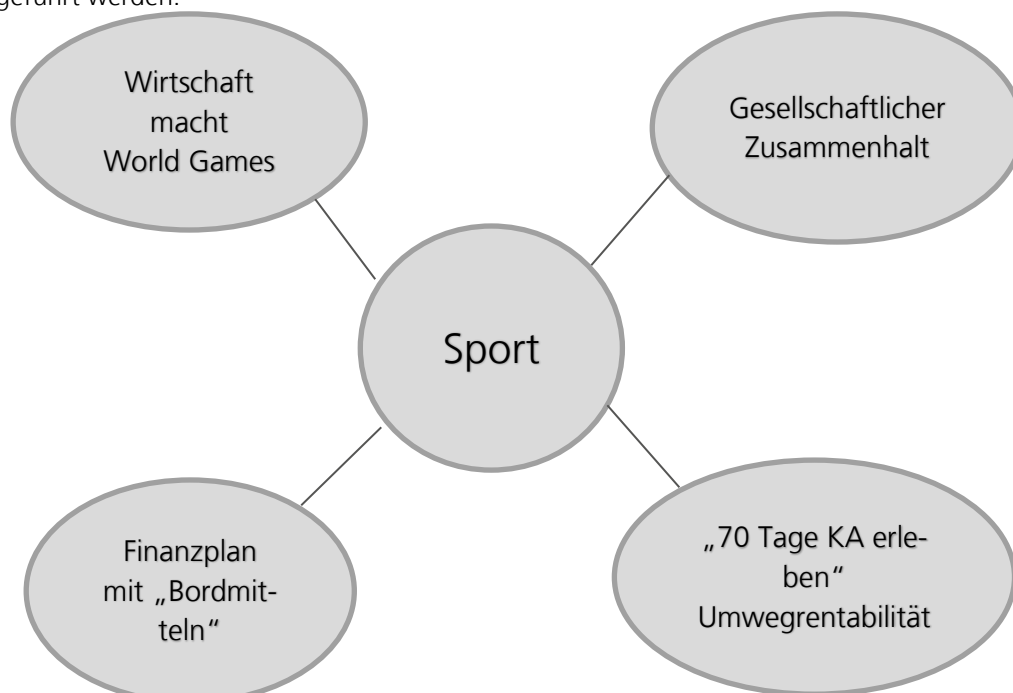 geführt werden.
Wirtschaft
macht
World Games
Gesellschaftlicher
Zusammenhalt
Sport
Finanzplan
mit „Bordmit-
teln“
„70 Tage KA erle-
ben“
Umwegrentabilität